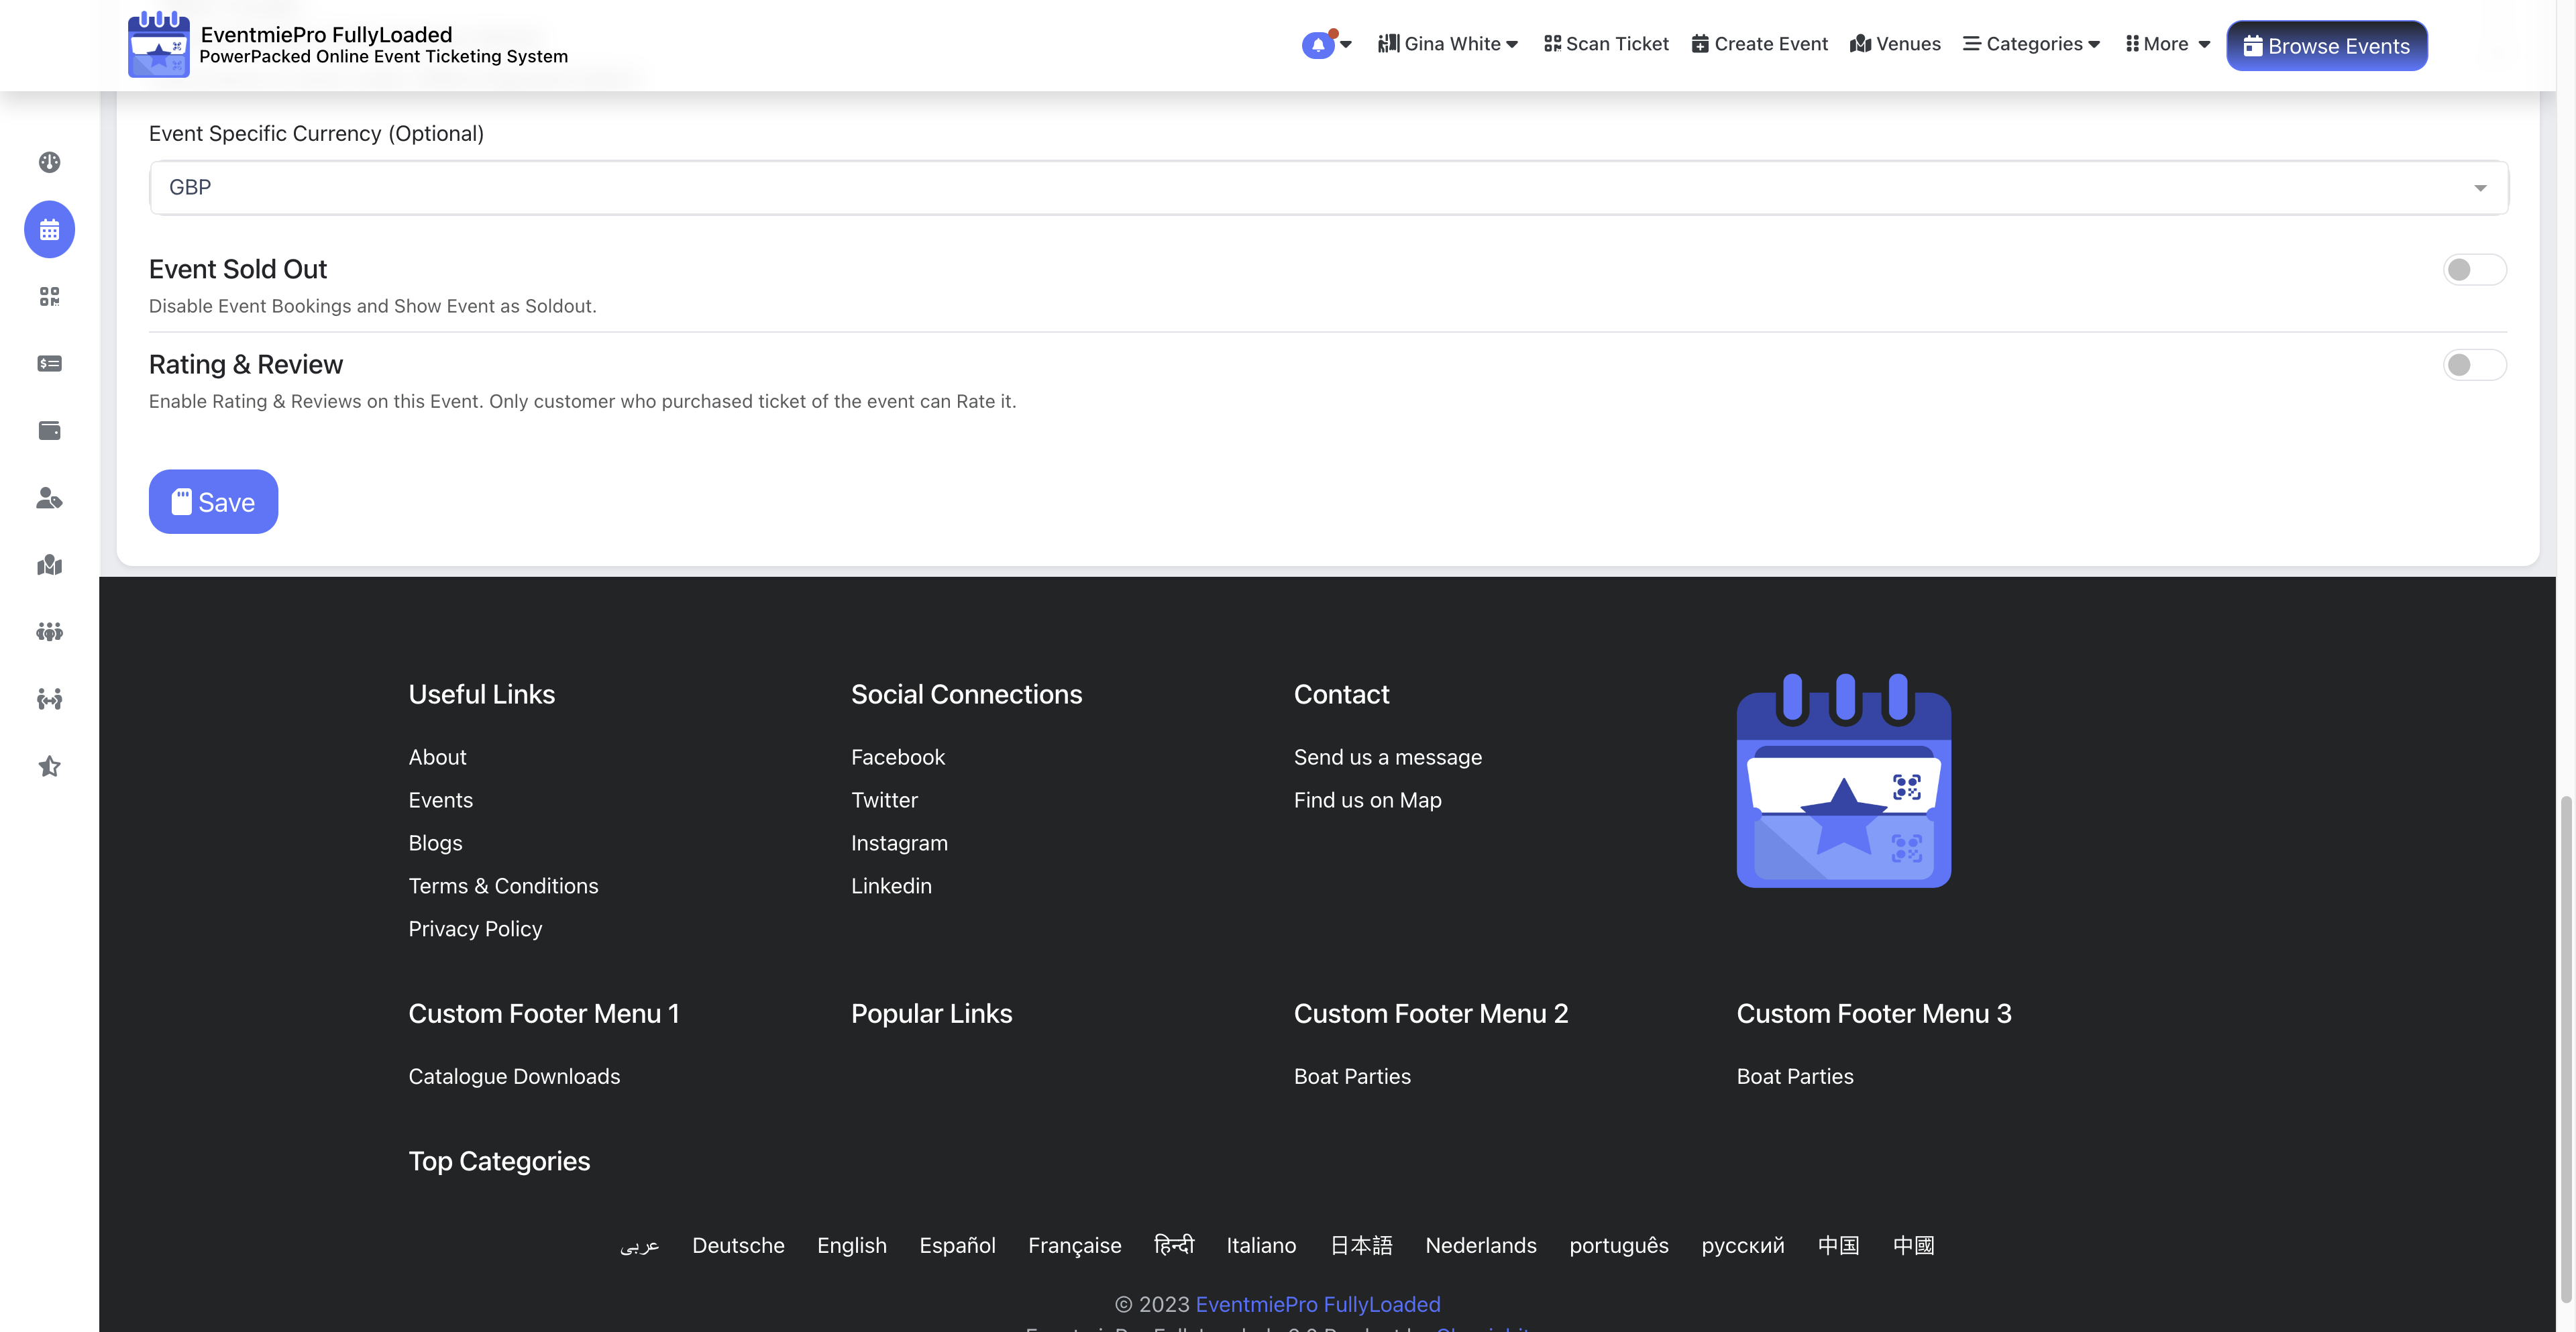 EventmiePro FullyLoaded
PowerPacked Online Event Ticketing System
Gina White
Scan Ticket
Create Event
Venues
Categories
More
Browse Events
Event Specific Currency (Optional)
GBP
Event Sold Out
Disable Event Bookings and Show Event as Soldout.
Rating & Review
Enable Rating & Reviews on this Event. Only customer who purchased ticket of the event can Rate it.
Save
Useful Links
About
Events
Blogs
Terms & Conditions
Privacy Policy
Social Connections
Facebook
Twitter
Instagram
Linkedin
Contact
Send us a message
Find us on Map
Custom Footer Menu 1
Catalogue Downloads
Popular Links
Custom Footer Menu 2
Boat Parties
Custom Footer Menu 3
Boat Parties
Top Categories
عربى Deutsche English Español Française हिन्दी Italiano 日本語 Nederlands português русский 中国 中國
© 2023 EventmiePro FullyLoaded